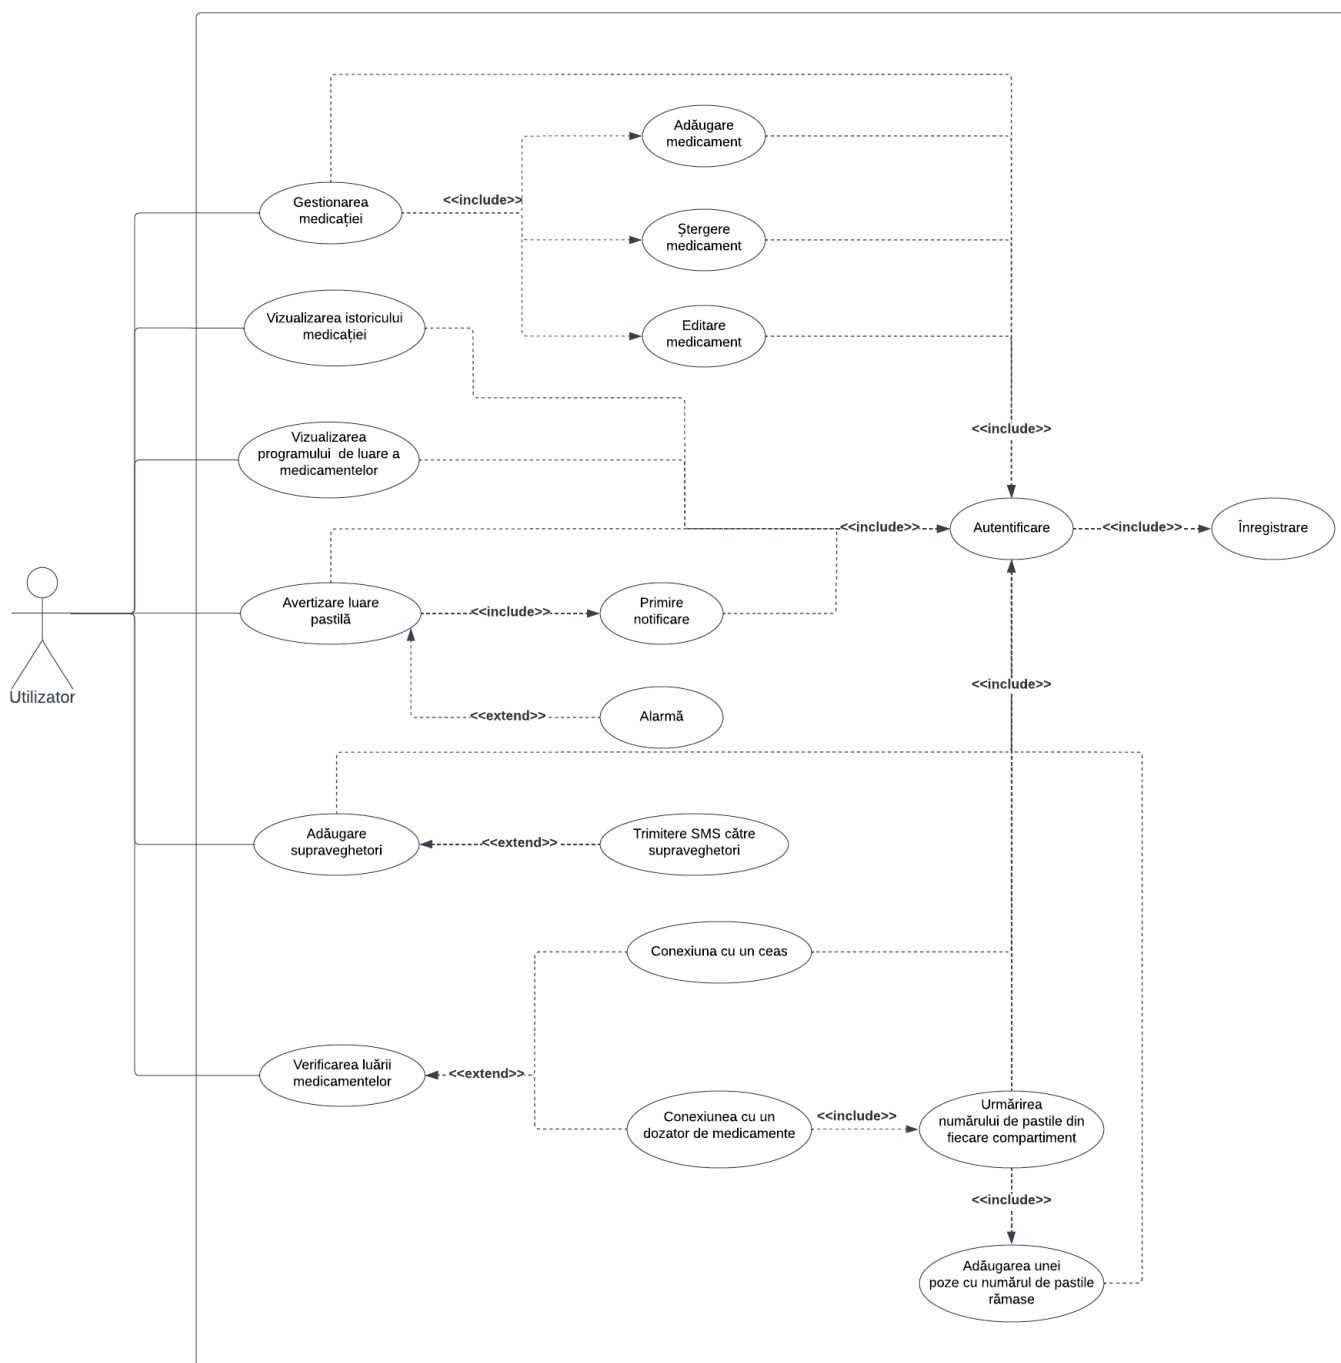 Adăugare
medicament
Gestionarea
medicației
<<include>>
Ștergere
medicament
Vizualizarea istoricului
medicației
Editare
medicament
<<include>>
Vizualizarea
programului de luare a
medicamentelor
<<include>>
Autentificare
<<include>>
Înregistrare
Avertizare luare
pastilă
<<include>>
Primire
notificare
Utilizator
<<include>>
<<extend>>
Alarmă
Adăugare
supraveghetori
<<extend>>
Trimitere SMS către
supraveghetori
Conexiuna cu un ceas
Verificarea luării
medicamentelor
<<extend>>
Conexiunea cu un
dozator de medicamente
<<include>>
Urmărirea
numărului de pastile din
fiecare compartiment
<<include>>
Adăugarea unei
poze cu numărul de pastile
rămase